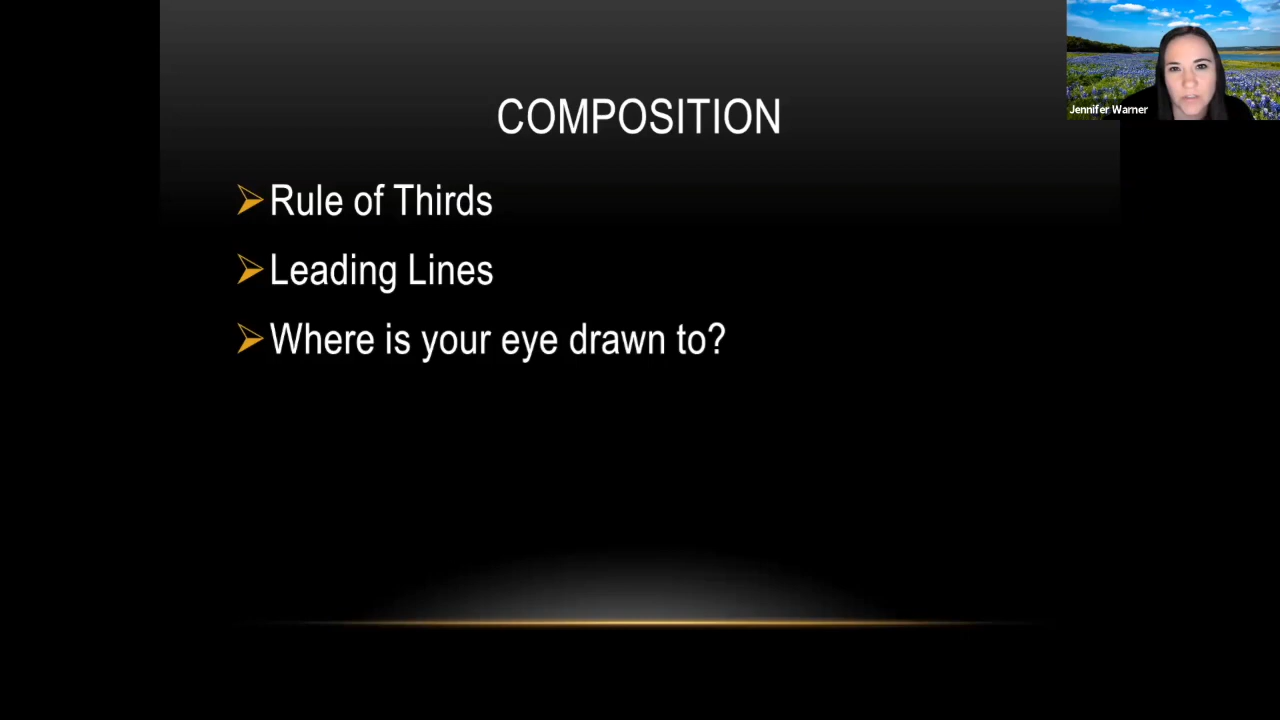 COMPOSITION
Rule of Thirds
Leading Lines
Where is your eye drawn to?
Jennifer Warner